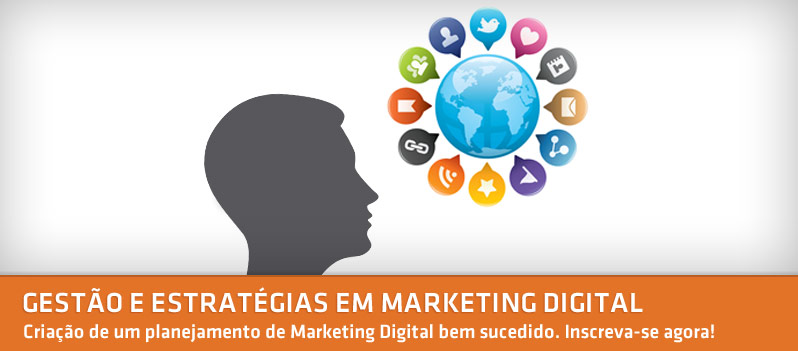 GESTÃO E ESTRATÉGIAS EM MARKETING DIGITAL
Criação de um planejamento de Marketing Digital bem sucedido. Inscreva-se agora!